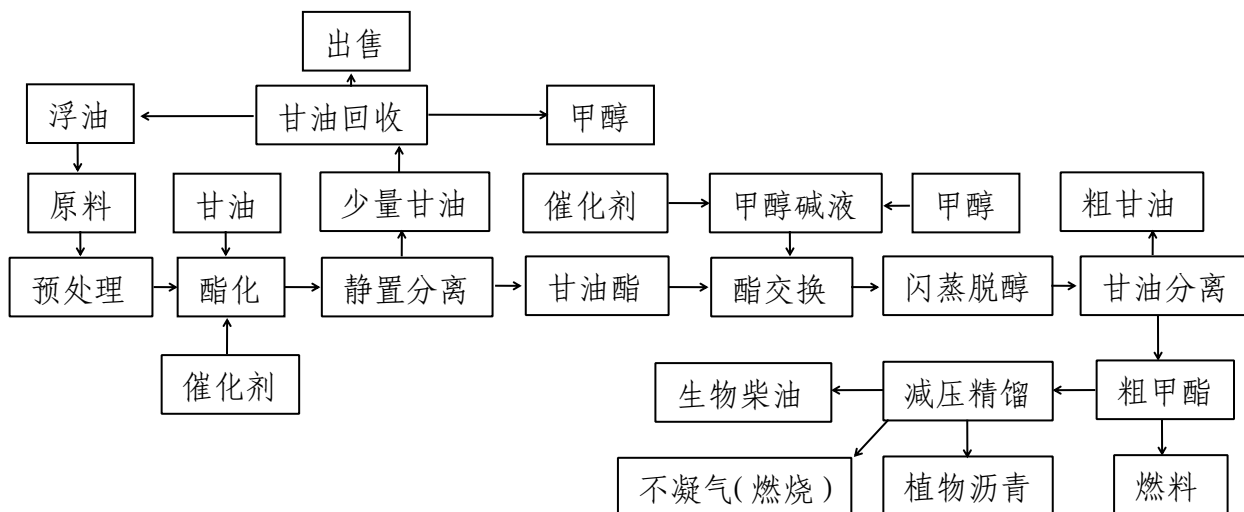 出售
浮油
甘油回收
甲醇
原料
甘油
少量甘油
催化剂
甲醇碱液
甲醇
粗甘油
预处理
酯化
静置分离
甘油酯
酯交换
闪蒸脱醇
甘油分离
催化剂
生物柴油
减压精馏
粗甲酯
不凝气(燃烧)
植物沥青
燃料